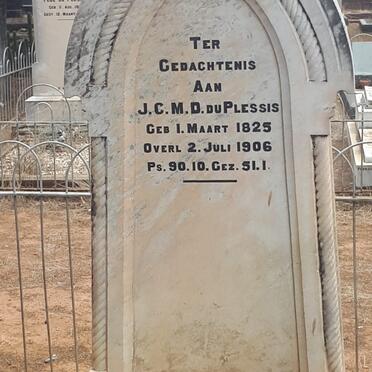 Ter
Gedachtenis
Aan
J.C.M.D. du Plessis
Geb 1. Maart 1825
Overl 2. Juli 1906
Ps. 90.10. Gez. 51.1.